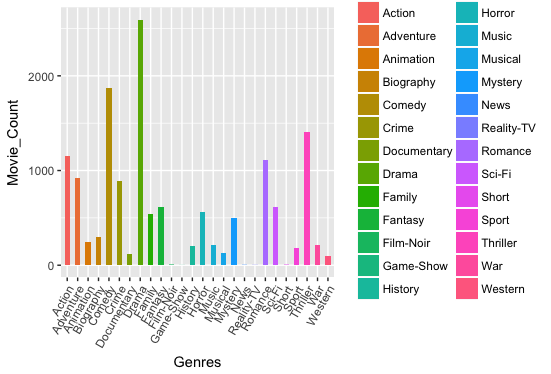 Movie_Count
2000
1000
0
Action
Adventure
Animation
Biography
Comedy
Crime
Documentary
Drama
Family
Fantasy
Film-Noir
Game-Show
History
Horror
Music
Musical
Mystery
News
Reality-TV
Romance
Sci-Fi
Short
Sport
Thriller
War
Western
Genres
Action
Adventure
Animation
Biography
Comedy
Crime
Documentary
Drama
Family
Fantasy
Film-Noir
Game-Show
History
Horror
Music
Musical
Mystery
News
Reality-TV
Romance
Sci-Fi
Short
Sport
Thriller
War
Western